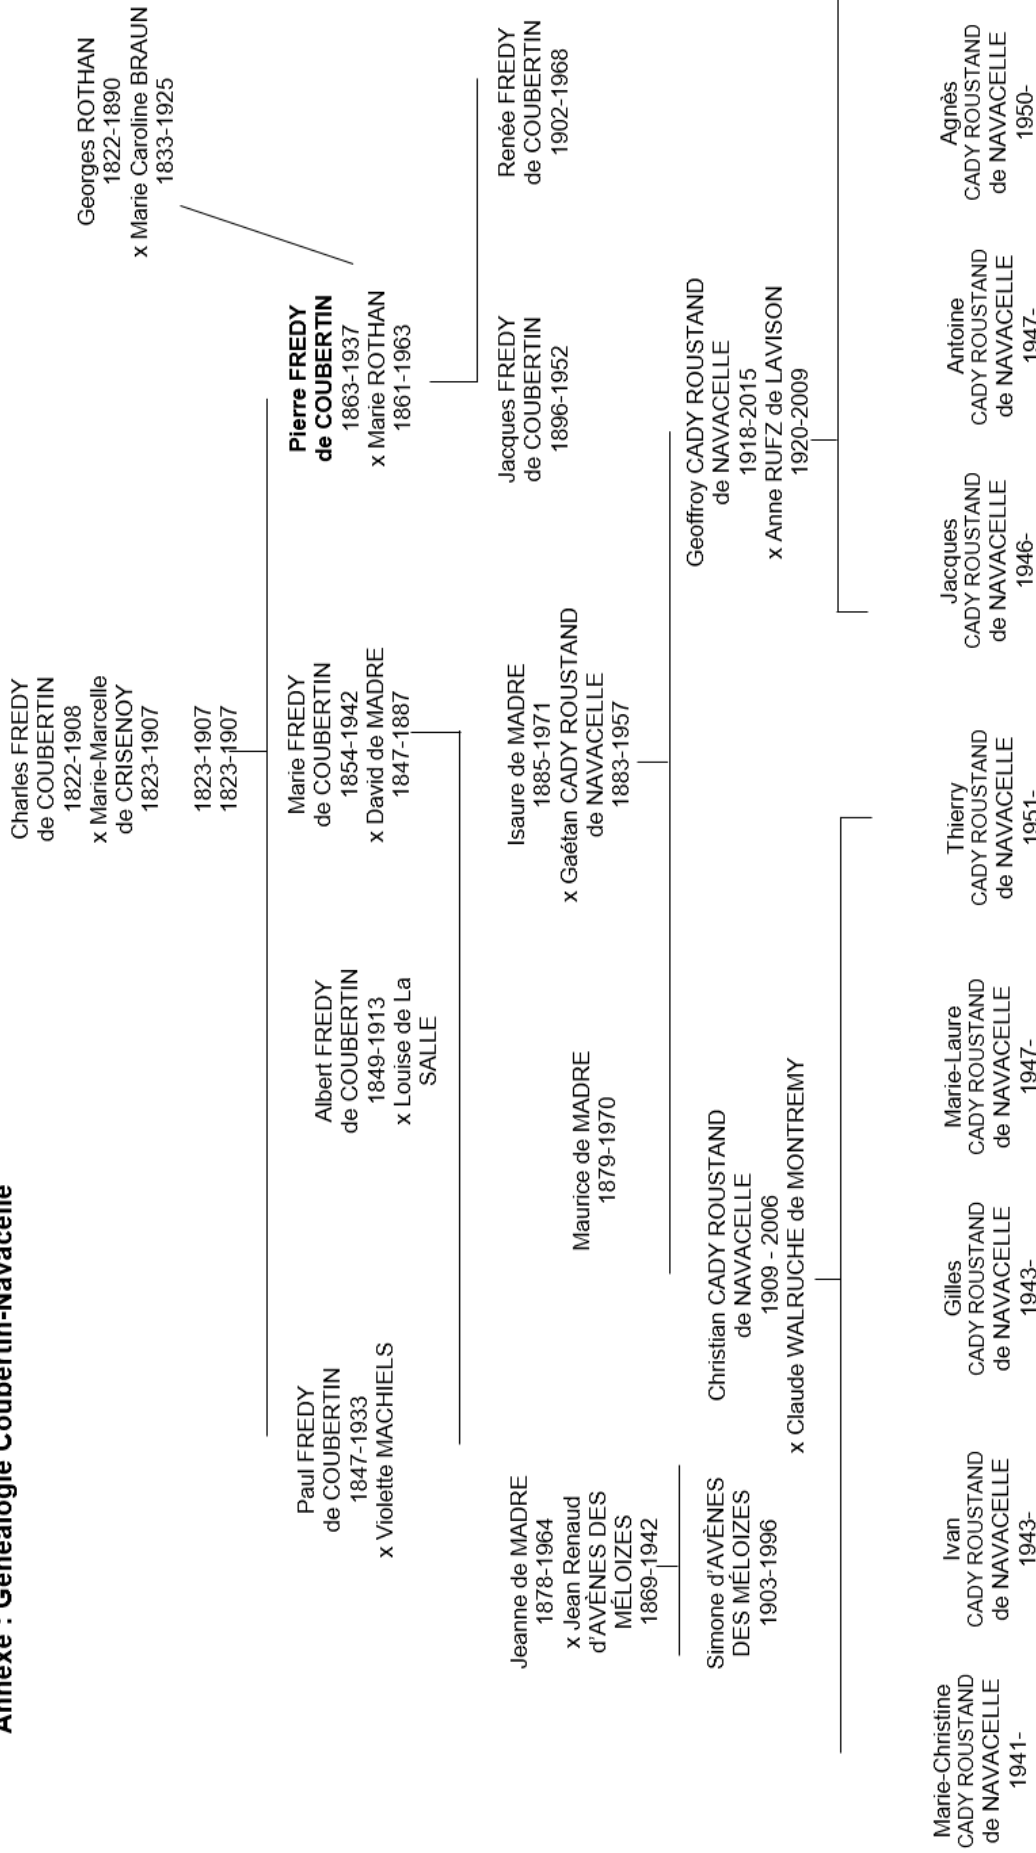 Annexe : Généalogie Coubertin-Navacelle
Charles FREDY
de COUBERTIN
1822-1908
x Marie-Marcelle
de CRISENOY
1823-1907
1823-1907
1823-1907
Georges ROTHAN
1822-1890
x Marie Caroline BRAUN
1833-1925
Paul FREDY
de COUBERTIN
1847-1933
x Violette MACHIELS
Albert FREDY
de COUBERTIN
1849-1913
x Louise de La
SALLE
Marie FREDY
de COUBERTIN
1854-1942
x David de MADRE
1847-1887
Pierre FREDY
de COUBERTIN
1863-1937
x Marie ROTHAN
1861-1963
Jeanne de MADRE
1878-1964
x Jean Renaud
d'AVÈNES DES
MÉLOIZES
1869-1942
Maurice de MADRE
1879-1970
Isaure de MADRE
1885-1971
x Gaétan CADY ROUSTAND
de NAVACELLE
1883-1957
Jacques FREDY
de COUBERTIN
1896-1952
Renée FREDY
de COUBERTIN
1902-1968
Simone d'AVÈNES
DES MÉLOIZES
1903-1996
Christian CADY ROUSTAND
de NAVACELLE
1909 - 2006
x Claude WALRUCHE de MONTREMY
Geoffroy CADY ROUSTAND
de NAVACELLE
1918-2015
x Anne RUFZ de LAVISON
1920-2009
Marie-Christine
CADY ROUSTAND
de NAVACELLE
1941-
Ivan
CADY ROUSTAND
de NAVACELLE
1943-
Gilles
CADY ROUSTAND
de NAVACELLE
1943-
Marie-Laure
CADY ROUSTAND
de NAVACELLE
1947-
Thierry
CADY ROUSTAND
de NAVACELLE
1951-
Jacques
CADY ROUSTAND
de NAVACELLE
1946-
Antoine
CADY ROUSTAND
de NAVACELLE
1947-
Agnès
CADY ROUSTAND
de NAVACELLE
1950-